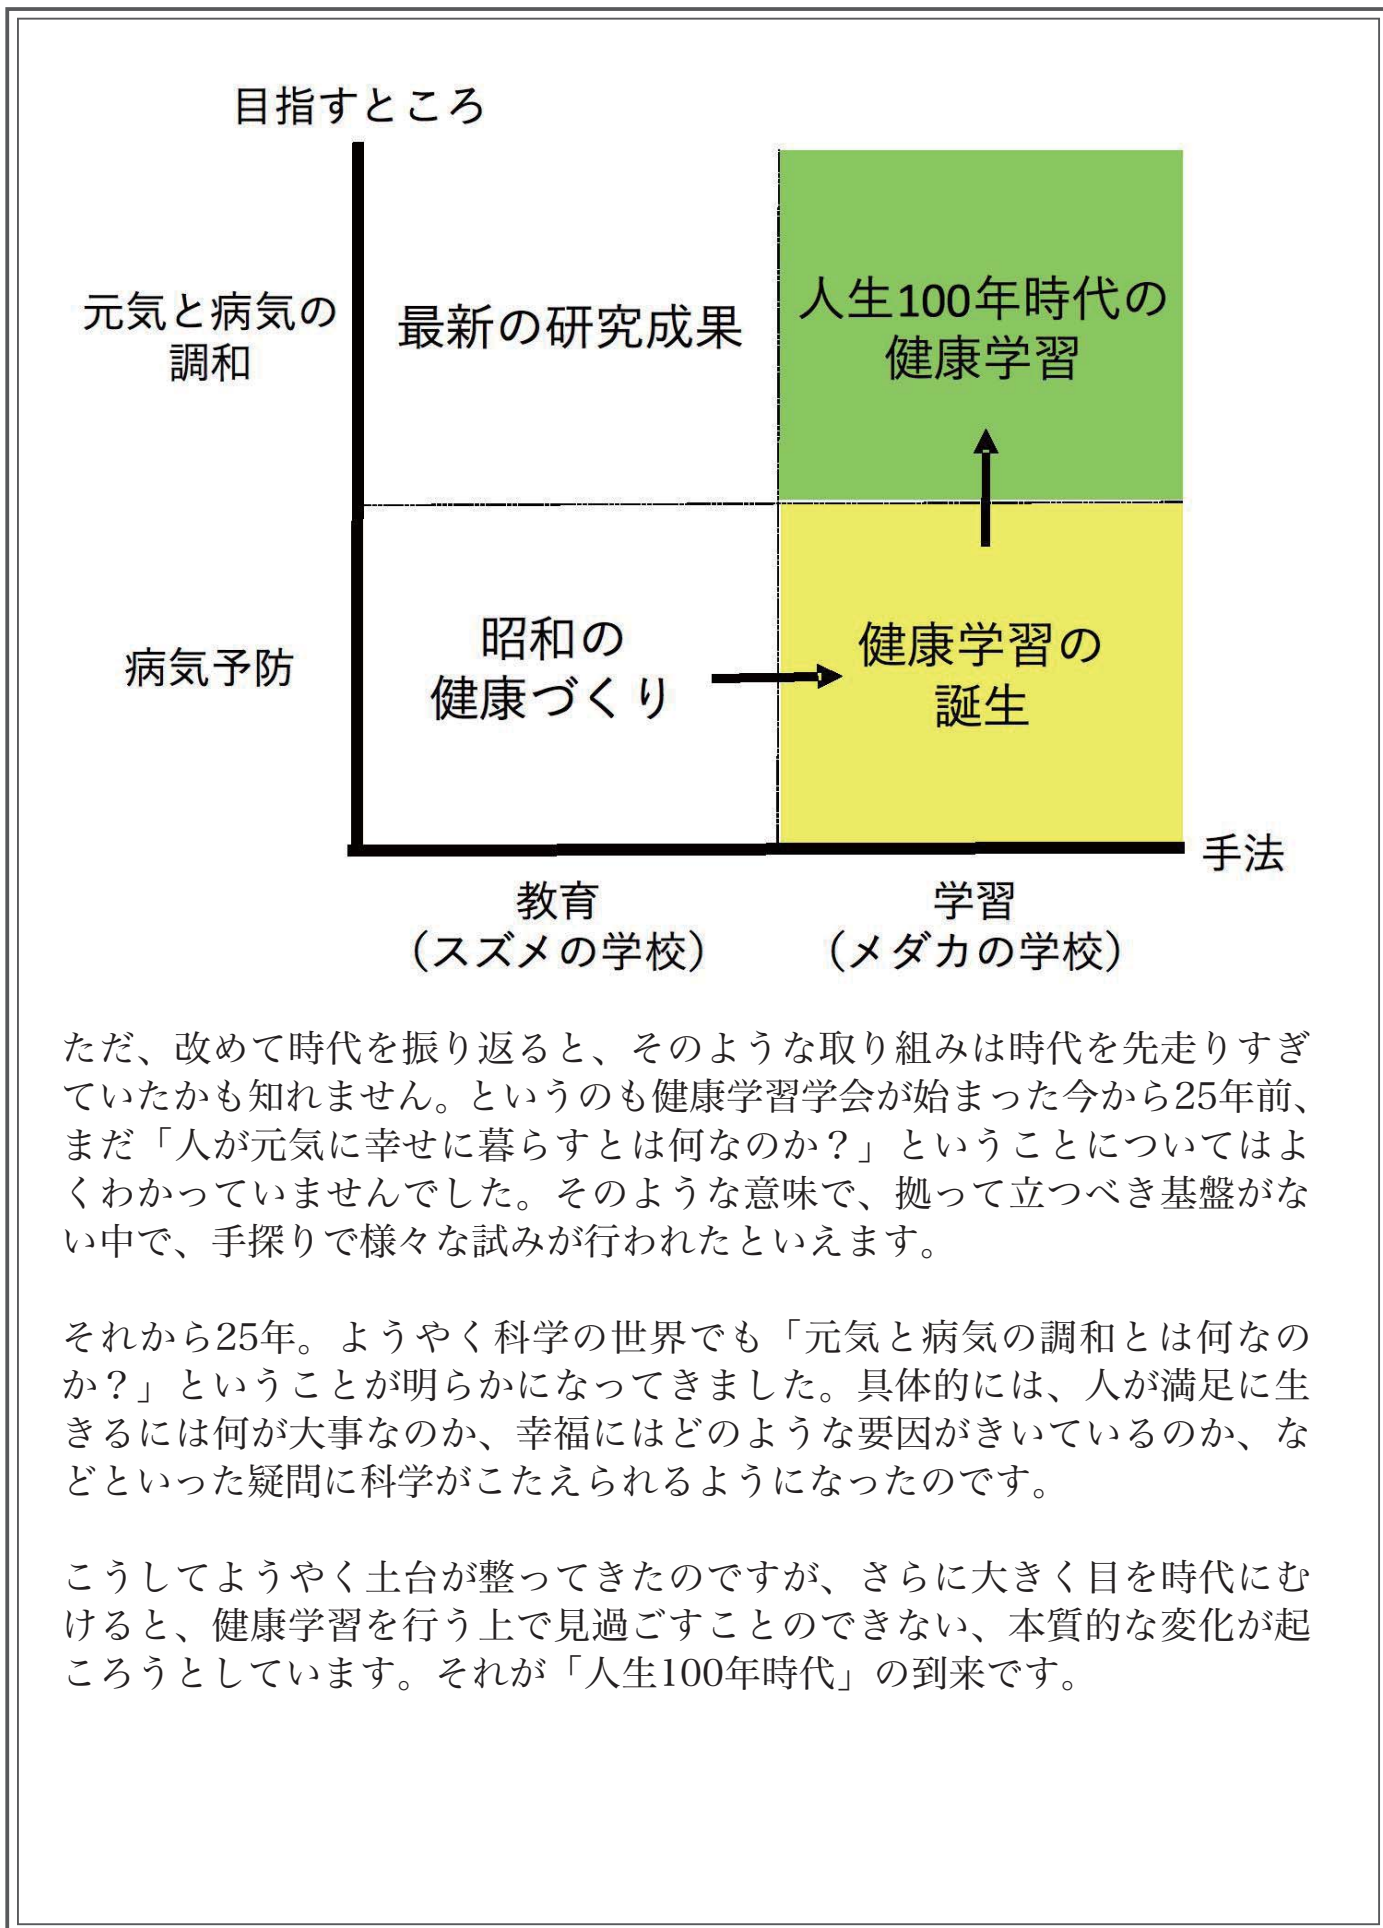 目指すところ
元気と病気の
調和
最新の研究成果
人生100年時代の
健康学習
病気予防
昭和の
健康づくり
健康学習の
誕生
手法
教育
（スズメの学校）
学習
（メダカの学校）
ただ、改めて時代を振り返ると、そのような取り組みは時代を先走りすぎ
ていたかも知れません。というのも健康学習学会が始まった今から25年前、
まだ「人が元気に幸せに暮らすとは何なのか？」ということについてはよ
くわかっていませんでした。そのような意味で、拠って立つべき基盤がな
い中で、手探りで様々な試みが行われたといえます。
それから25年。ようやく科学の世界でも「元気と病気の調和とは何なの
か？」ということが明らかになってきました。具体的には、人が満足に生
きるには何が大事なのか、幸福にはどのような要因がきいているのか、な
どといった疑問に科学がこたえられるようになったのです。
こうしてようやく土台が整ってきたのですが、さらに大きく目を時代にむ
けると、健康学習を行う上で見過ごすことのできない、本質的な変化が起
ころうとしています。それが「人生100年時代」の到来です。